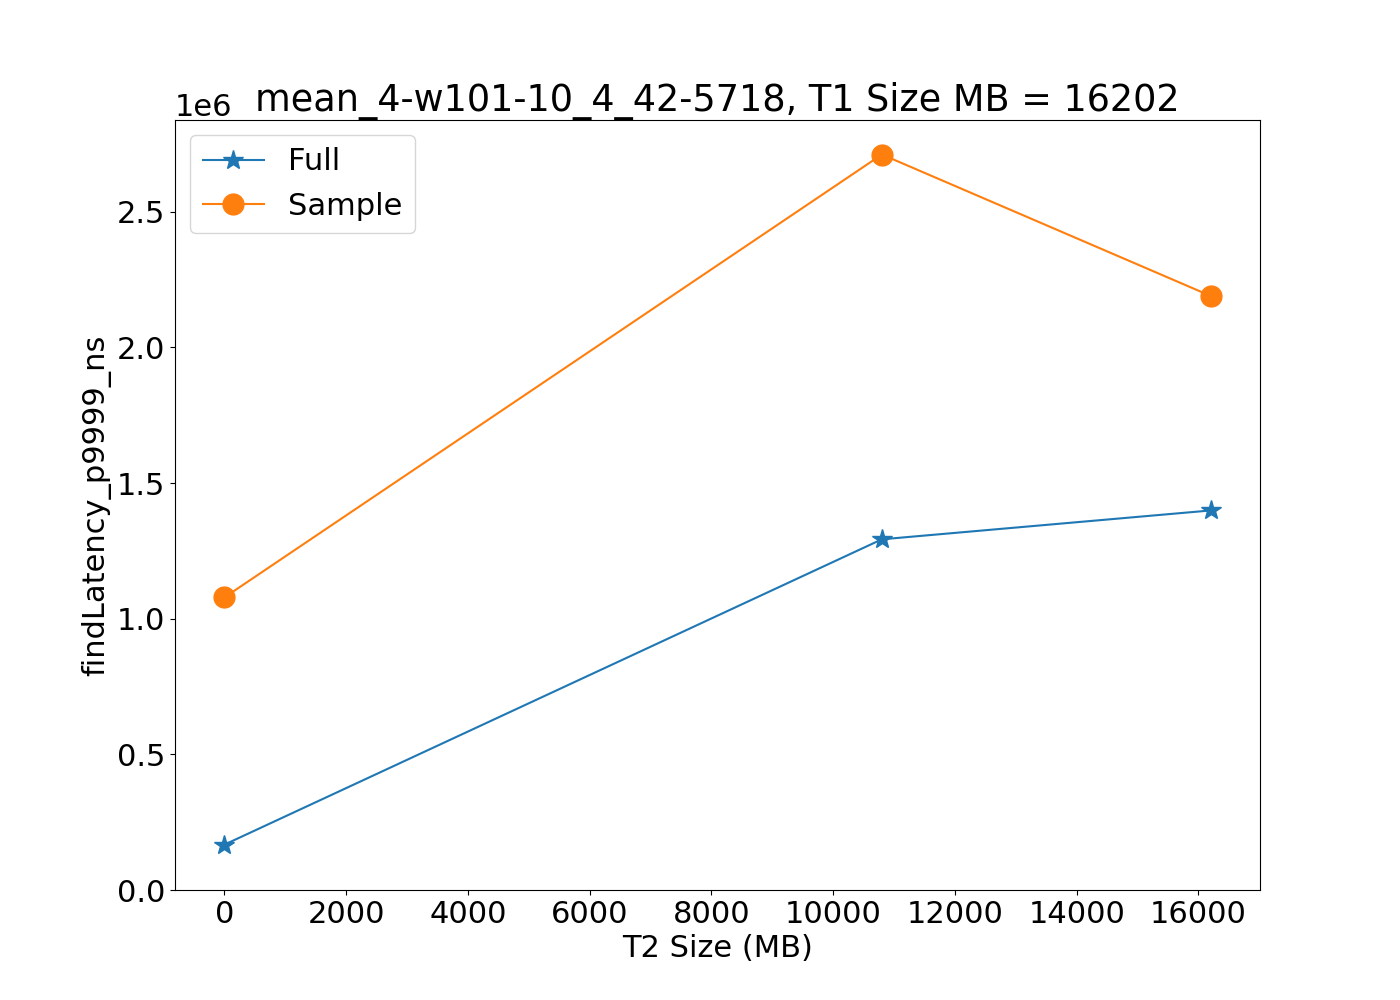 1e6
mean_4-w101-10_4_42-5718, T1 Size MB = 16202
Full
Sample
findLatency_p9999_ns
2.5
2.0
1.5
1.0
0.5
0.0
0 2000 4000 6000 8000 10000 12000 14000 16000
T2 Size (MB)